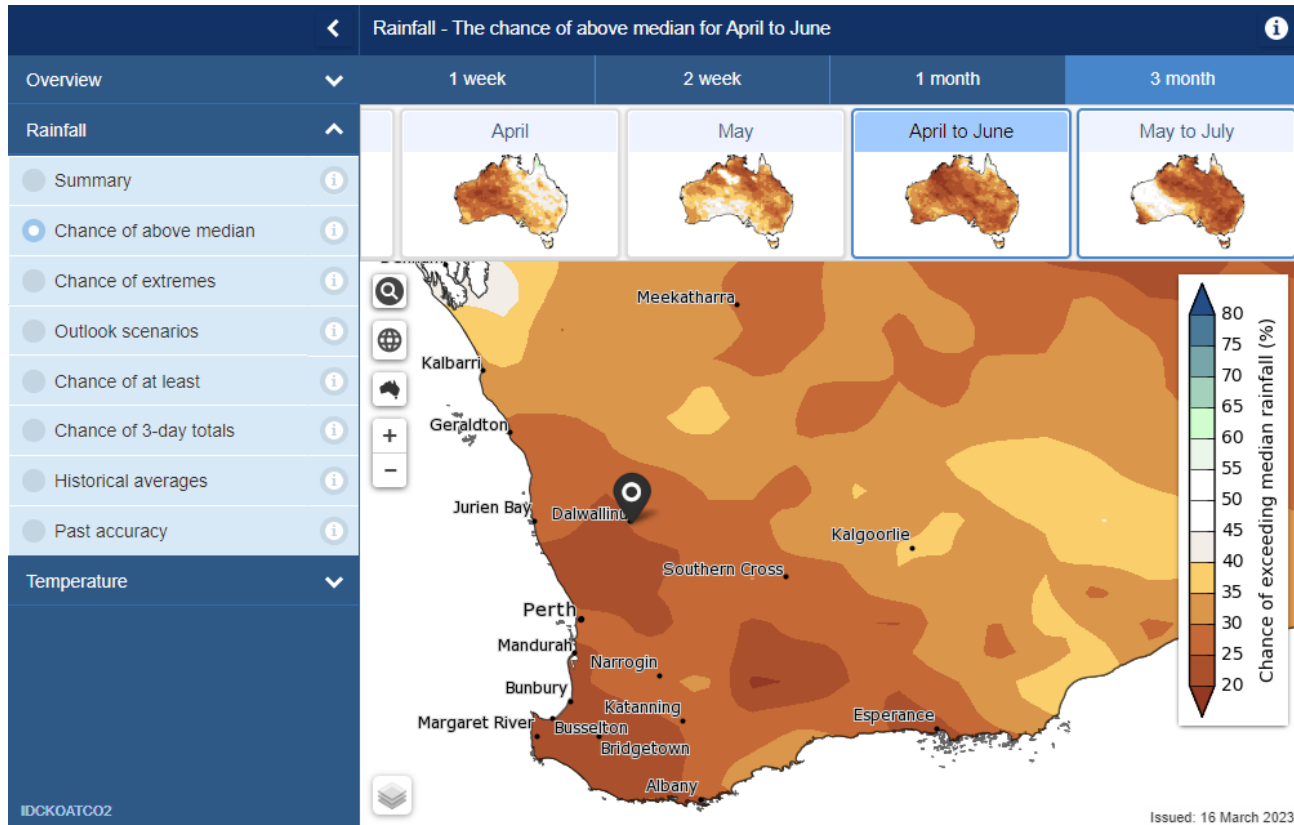 Rainfall - The chance of above median for April to June
Overview
1 week
2 week
1 month
3 month
Rainfall
Summary
Chance of above median
Chance of extremes
Outlook scenarios
Chance of at least
Chance of 3-day totals
Historical averages
Past accuracy
Temperature
IDCKOATCO2
April
May
April to June
May to July
Meekatharra
Kalbarri
Geraldton
Jurien Bay
Dalwallinu
Kalgoorlie
Southern Cross
Perth
Mandurah
Narrogin
Bunbury
Katanning
Margaret River
Busselton
Esperance
Bridgetown
Albany
+
−
80
75
70
65
60
55
50
45
40
35
30
25
20
Chance of exceeding median rainfall (%)
Issued: 16 March 2023